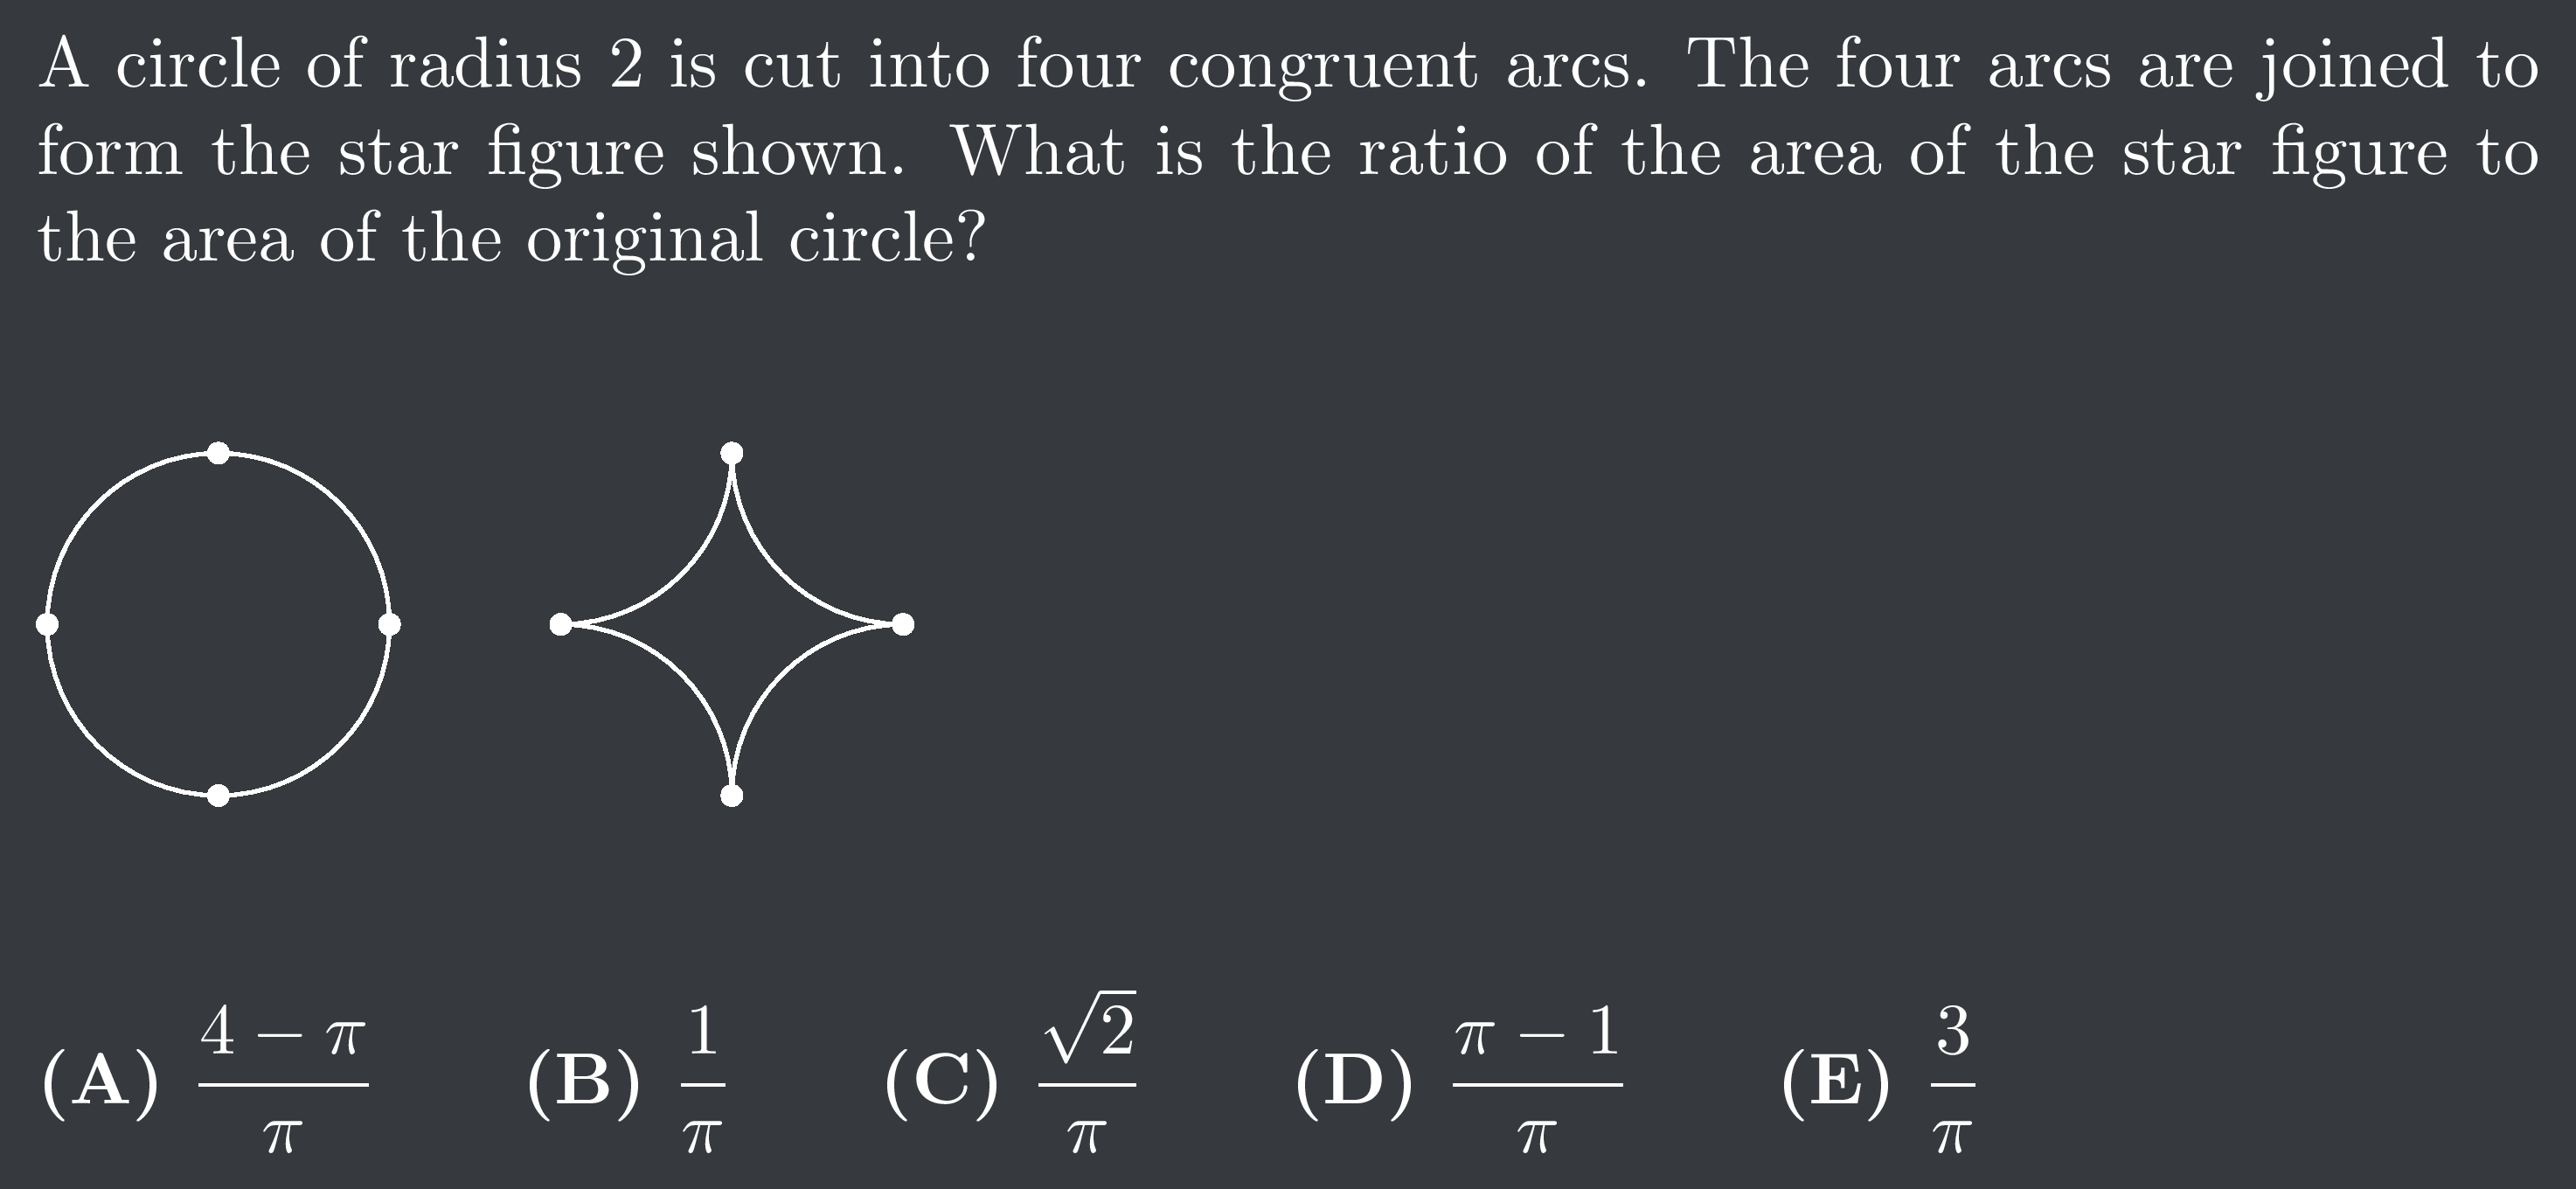 A circle of radius 2 is cut into four congruent arcs. The four arcs are joined to
form the star figure shown. What is the ratio of the area of the star figure to
the area of the original circle?
(A) \frac{4 - \pi}{\pi} (B) \frac{1}{\pi} (C) \frac{\sqrt{2}}{\pi} (D) \frac{\pi - 1}{\pi} (E) \frac{3}{\pi}